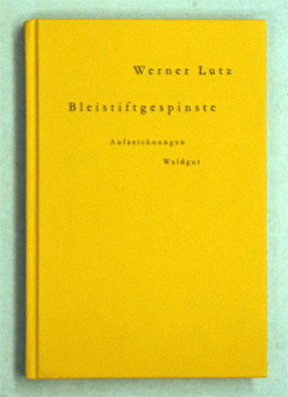 Werner Lutz
Bleistiftgespinste
Aufzeichnungen
Waldgut